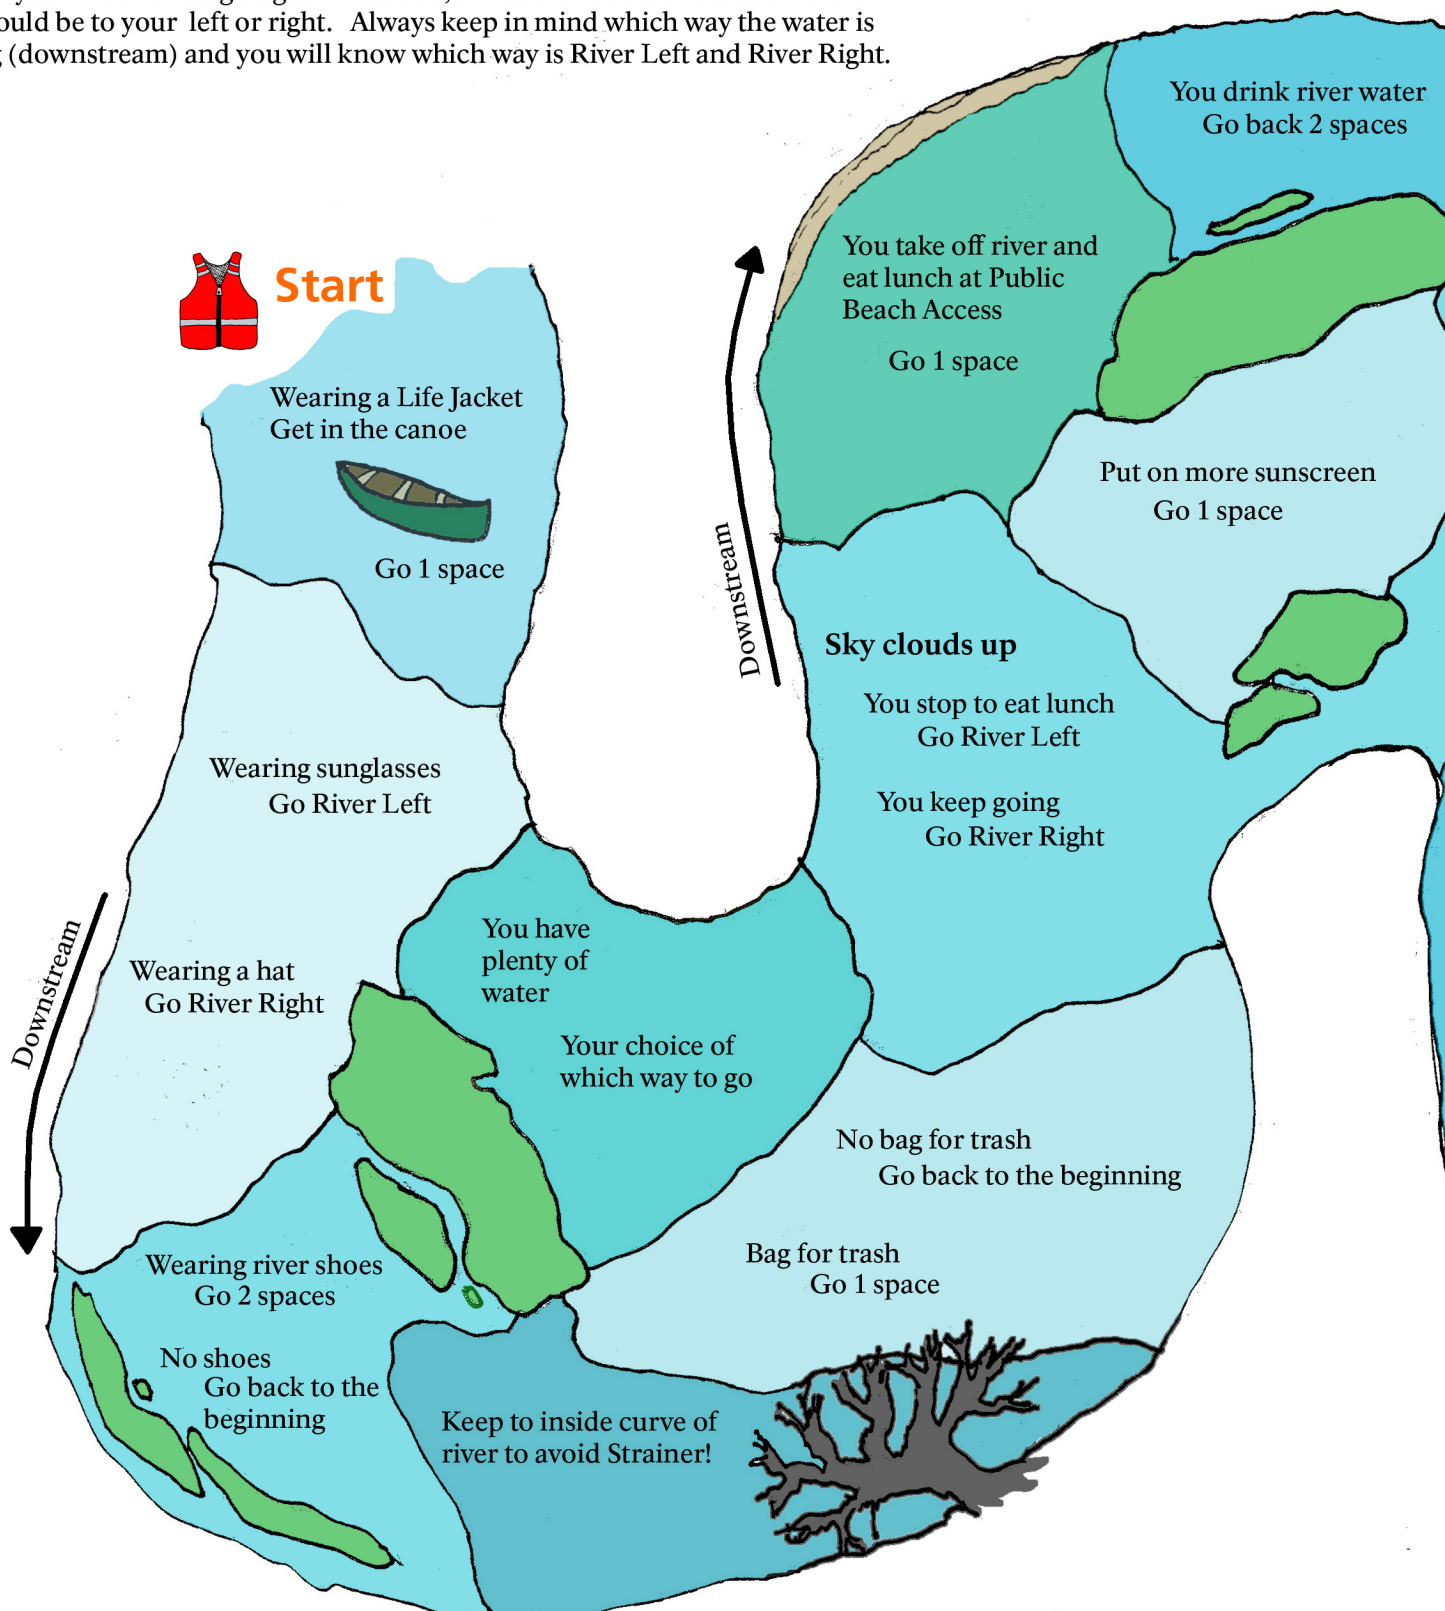 ould be to your left or right. Always keep in mind which way the water is
(downstream) and you will know which way is River Left and River Right.
Start
Wearing a Life Jacket
Get in the canoe
Go 1 space
Wearing sunglasses
Go River Left
Wearing a hat
Go River Right
Downstream
Wearing river shoes
Go 2 spaces
No shoes
Go back to the
beginning
Keep to inside curve of
river to avoid Strainer!
You have
plenty of
water
Your choice of
which way to go
No bag for trash
Go back to the beginning
Bag for trash
Go 1 space
Sky clouds up
You stop to eat lunch
Go River Left
You keep going
Go River Right
Downstream
You take off river and
eat lunch at Public
Beach Access
Go 1 space
Put on more sunscreen
Go 1 space
You drink river water
Go back 2 spaces